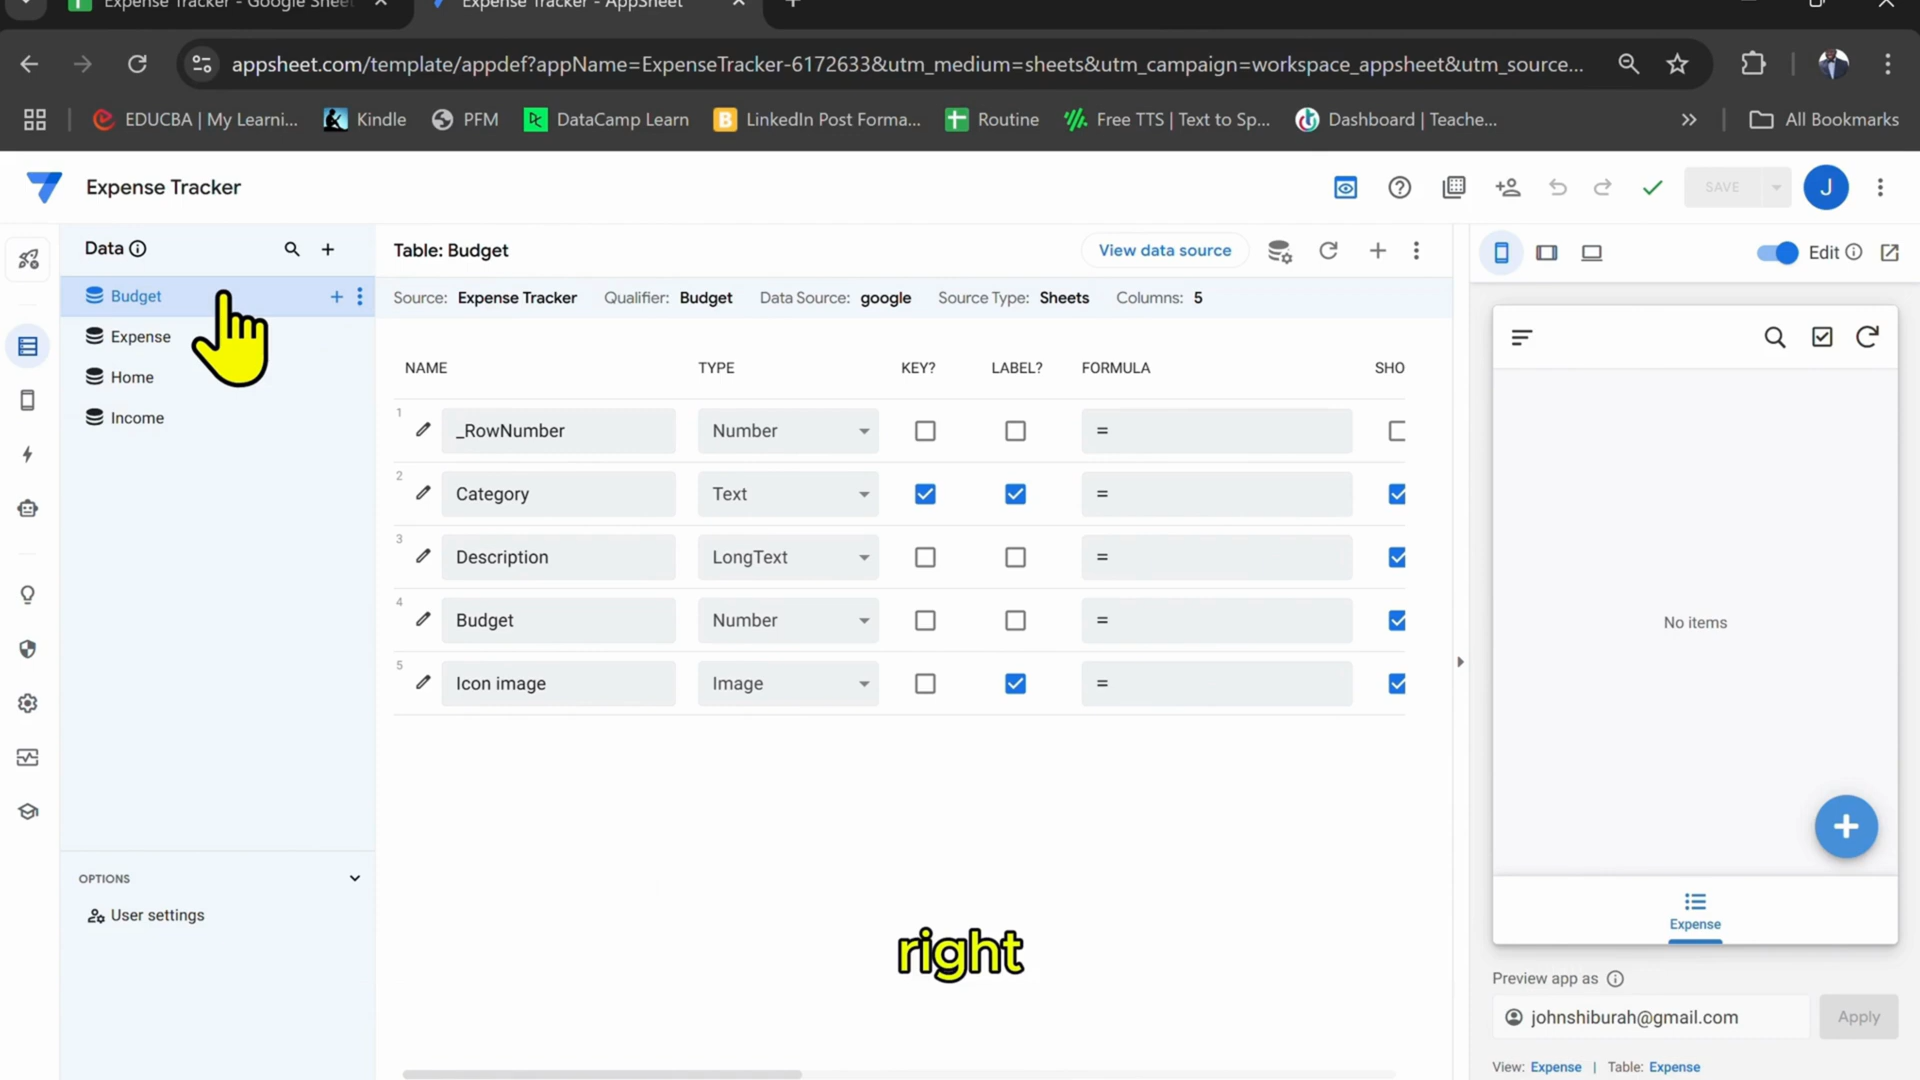 Expense Tracker - Google Sheet
Expense Tracker - AppSheet
appsheet.com/template/appdef?appName=ExpenseTracker-6172633&utm_medium=sheets&utm_campaign=workspace_appsheet&utm_source...
EDUCBA | My Learni...
Kindle
PFM
DataCamp Learn
LinkedIn Post Forma...
Routine
Free TTS | Text to Sp...
Dashboard | Teache...
All Bookmarks
Expense Tracker
SAVE
J
Data
Budget
Expense
Home
Income
OPTIONS
User settings
Table: Budget
View data source
Source: Expense Tracker Qualifier: Budget Data Source: google Source Type: Sheets Columns: 5
NAME TYPE KEY? LABEL? FORMULA SHO
1 _RowNumber Number =
2 Category Text =
3 Description LongText =
4 Budget Number =
5 Icon image Image =
right
Edit
No items
Expense
Preview app as
johnshiburah@gmail.com
Apply
View: Expense | Table: Expense